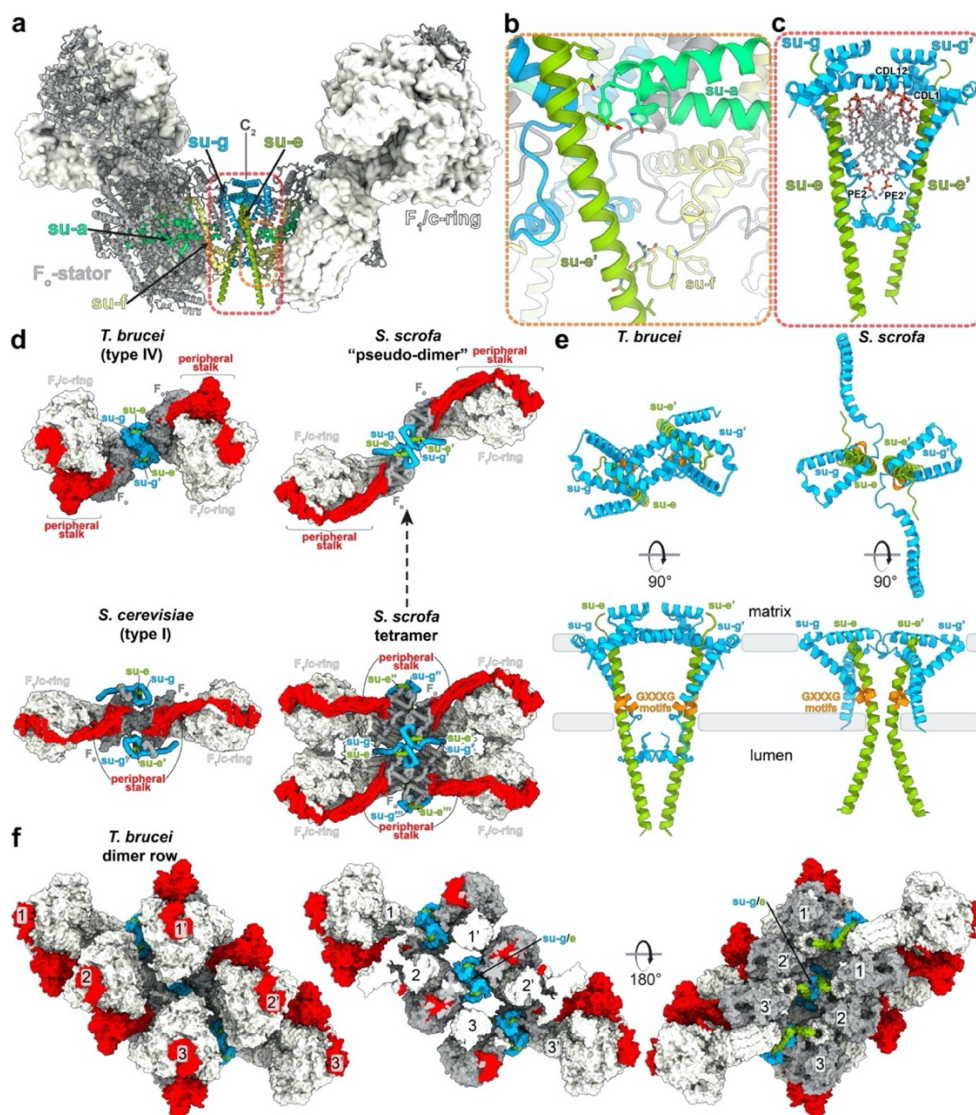 a
su-g
C2
su-e
su-a
Fo-stator
su-f
F1/c-ring
b
su-a
su-e'
su-f
c
su-g
su-g'
CDL12
CDL1
su-e
su-e'
PE2
PE2'
d
T. brucei
(type IV)
peripheral
stalk
F1/c-ring
Fo
su-g
su-e
su-e'
su-g'
Fo
F1/c-ring
peripheral
stalk
S. scrofa
"pseudo-dimer"
peripheral
stalk
Fo
su-g
su-e
su-e'
su-g'
F1/c-ring
F1/c-ring
Fo
peripheral
stalk
S. cerevisiae
(type I)
F1/c-ring
su-e
su-g
Fo
Fo
su-g'
su-e'
F1/c-ring
peripheral
stalk
S. scrofa
tetramer
peripheral
stalk
F1/c-ring
su-e''
su-g''
Fo
F1/c-ring
su-g
su-e
su-e'
su-g'
F1/c-ring
Fo
su-g'''
su-e'''
F1/c-ring
peripheral
stalk
e
T. brucei
S. scrofa
su-e'
su-g'
su-g
su-e
su-e'
su-g'
su-g
su-e
90°
90°
su-e
su-e'
su-g
su-g'
matrix
su-e
su-e'
su-g
su-g'
GXXXG
motifs
GXXXG
motifs
lumen
f
T. brucei
dimer row
1
1'
2
2'
3
3'
1
1'
su-g/e
2
2'
3
3'
180°
su-g/e
1'
2'
1
3'
2
3